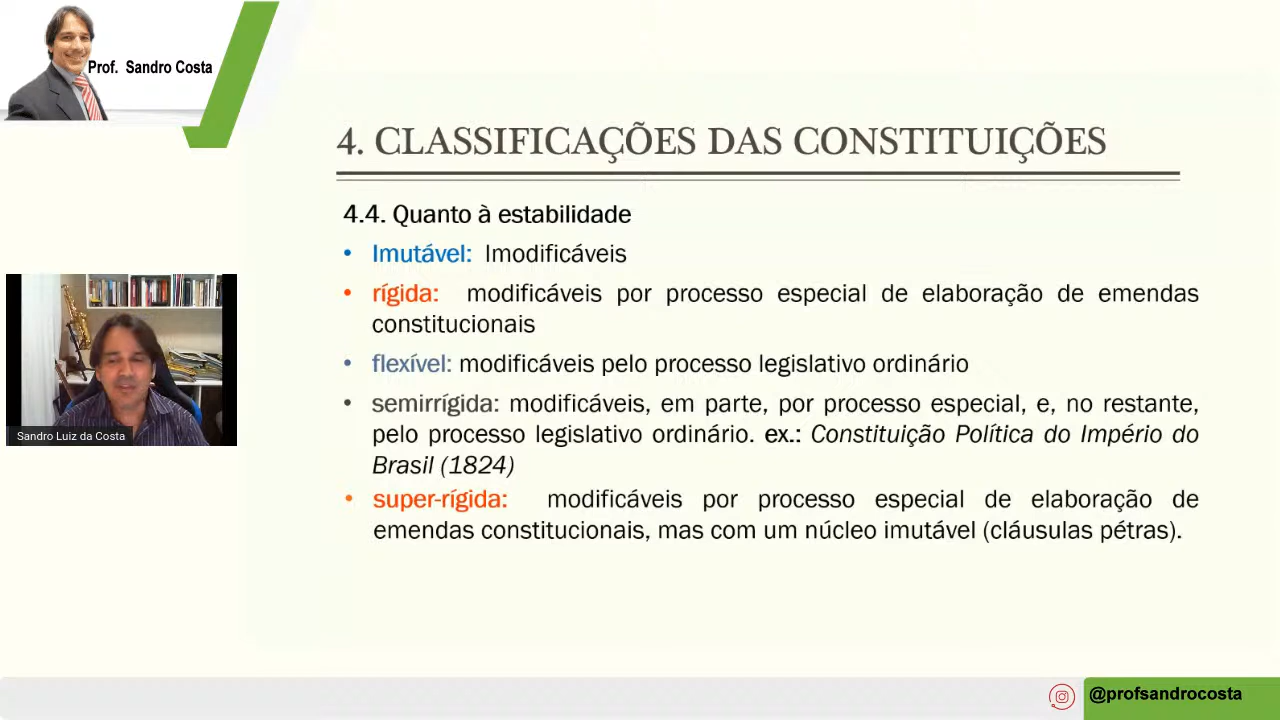 Prof. Sandro Costa
4. CLASSIFICAÇÕES DAS CONSTITUIÇÕES
4.4. Quanto à estabilidade
• Imutável: Imodificáveis
• rígida: modificáveis por processo especial de elaboração de emendas
constitucionais
• flexível: modificáveis pelo processo legislativo ordinário
• semirrígida: modificáveis, em parte, por processo especial, e, no restante,
pelo processo legislativo ordinário. ex.: Constituição Política do Império do
Brasil (1824)
• super-rígida: modificáveis por processo especial de elaboração de
emendas constitucionais, mas com um núcleo imutável (cláusulas pétras).
Sandro Luiz da Costa
@profsandrocosta